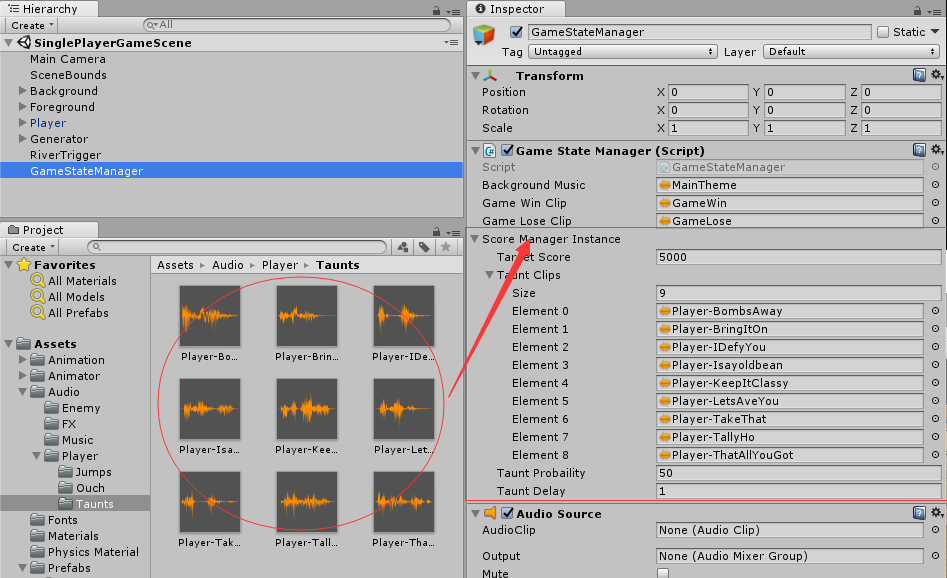 Hierarchy
Create
All
SinglePlayerGameScene
Main Camera
SceneBounds
Background
Foreground
Player
Generator
RiverTrigger
GameStateManager
Project
Create
Favorites
All Materials
All Models
All Prefabs
Assets
Animation
Animator
Audio
Enemy
FX
Music
Player
Jumps
Ouch
Taunts
Fonts
Materials
Physics Material
Prefabs
Assets Audio Player Taunts
Player-Bo... Player-Brin... Player-IDe...
Player-Isa... Player-Kee... Player-Let...
Player-Tak... Player-Tall... Player-Tha...
Inspector
GameStateManager Static
Tag Untagged Layer Default
Transform
Position X 0 Y 0 Z 0
Rotation X 0 Y 0 Z 0
Scale X 1 Y 1 Z 1
Game State Manager (Script)
Script GameStateManager
Background Music MainTheme
Game Win Clip GameWin
Game Lose Clip GameLose
Score Manager Instance
Target Score 5000
Taunt Clips
Size 9
Element 0 Player-BombsAway
Element 1 Player-BringItOn
Element 2 Player-IDefyYou
Element 3 Player-Isayoldbean
Element 4 Player-KeepItClassy
Element 5 Player-LetsAveYou
Element 6 Player-TakeThat
Element 7 Player-TallyHo
Element 8 Player-ThatAllYouGot
Taunt Probaility 50
Taunt Delay 1
Audio Source
AudioClip None (Audio Clip)
Output None (Audio Mixer Group)
Mute